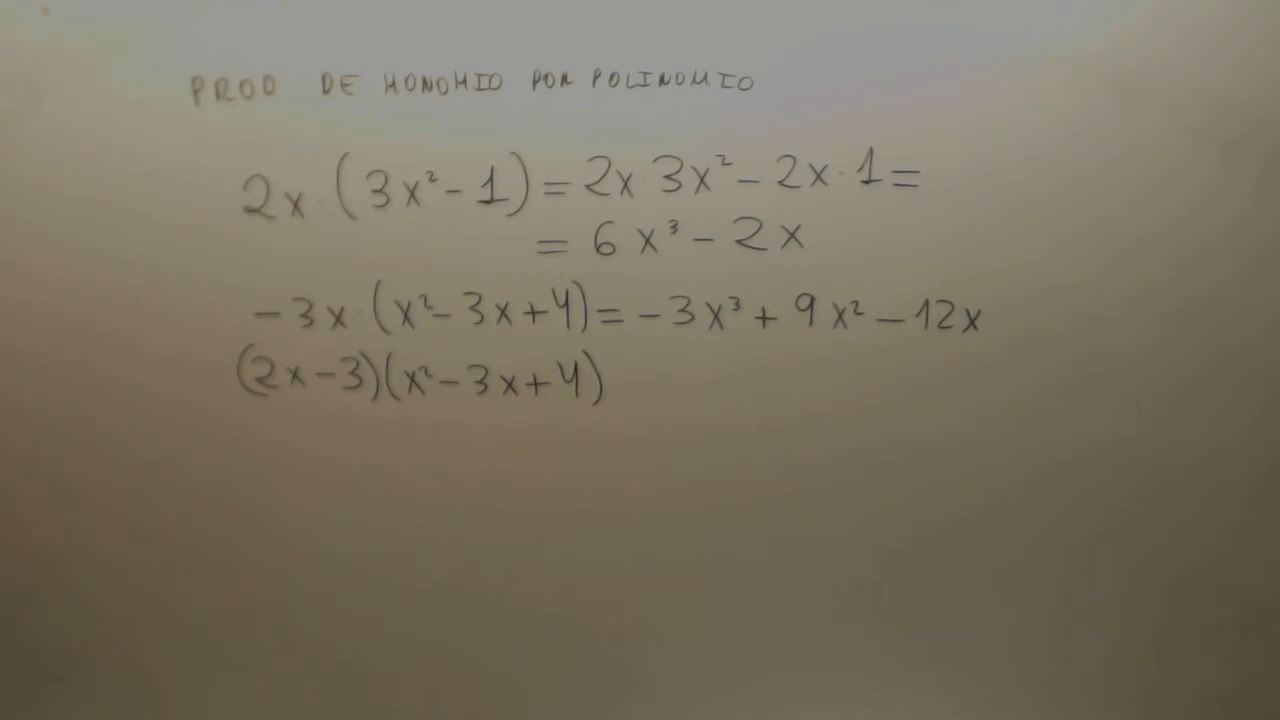 PROD DE MONOMIO POR POLINOMIO
2x·(3x²-1)=2x·3x²-2x·1=
=6x³-2x
-3x·(x²-3x+4)=-3x³+9x²-12x
(2x-3)(x²-3x+4)